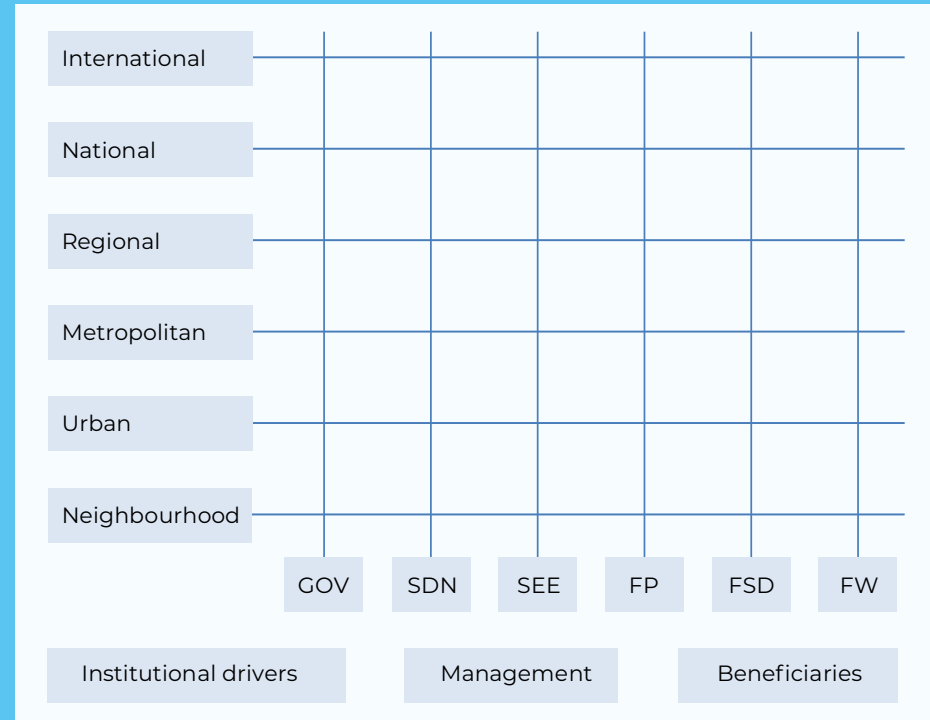 International
National
Regional
Metropolitan
Urban
Neighbourhood
GOV SDN SEE FP FSD FW
Institutional drivers Management Beneficiaries